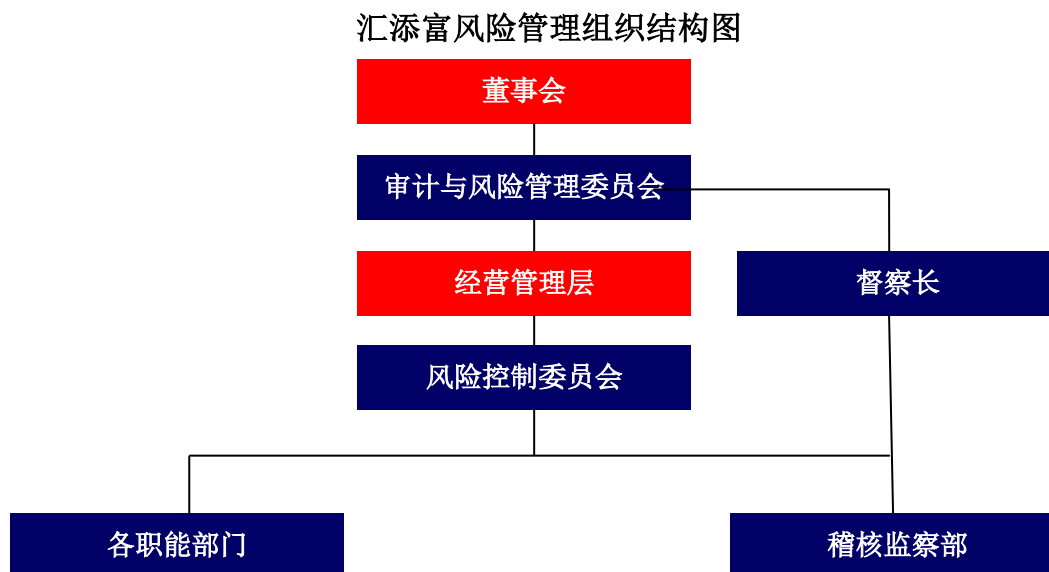 汇添富风险管理组织结构图
董事会
审计与风险管理委员会
经营管理层
督察长
风险控制委员会
各职能部门
稽核监察部